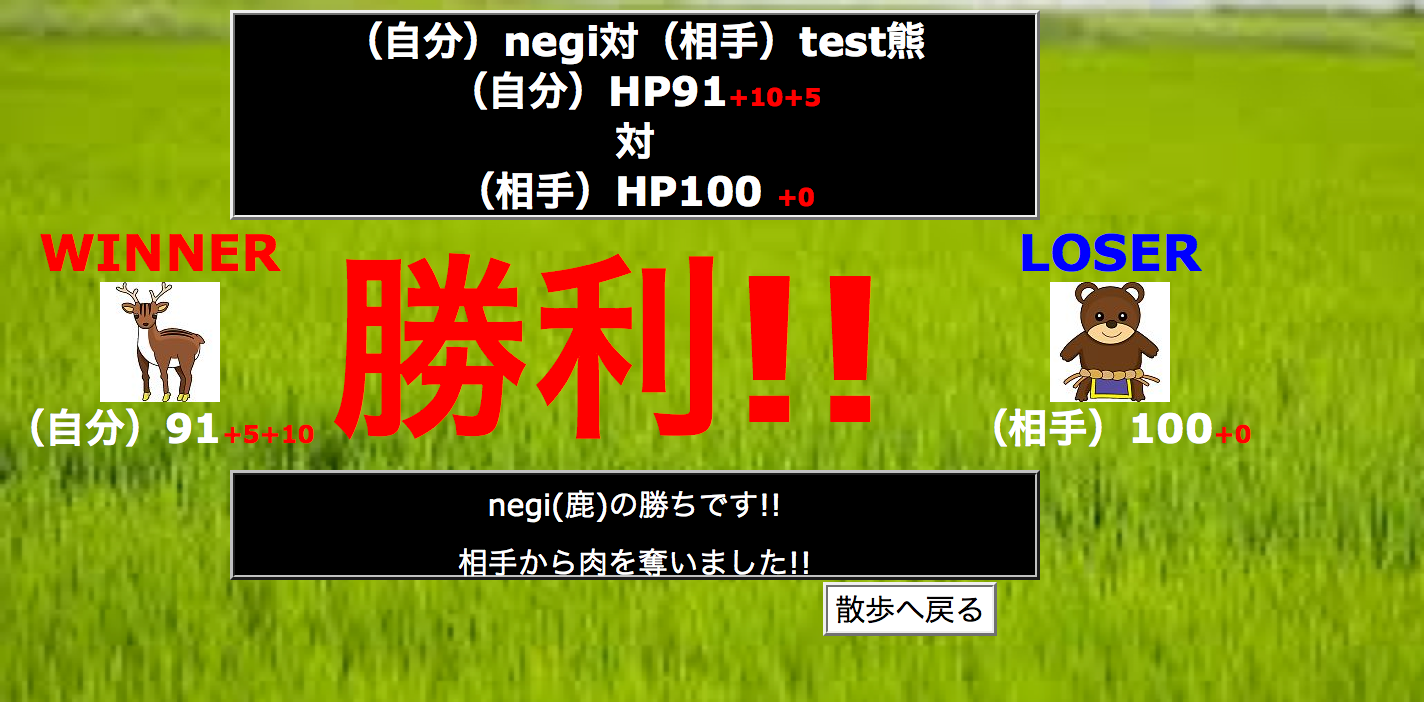 （自分）negi対（相手）test熊
（自分）HP91+10+5
対
（相手）HP100 +0
WINNER
勝利!!
LOSER
（自分）91+5+10
（相手）100+0
negi(鹿)の勝ちです!!
相手から肉を奪いました!!
散歩へ戻る